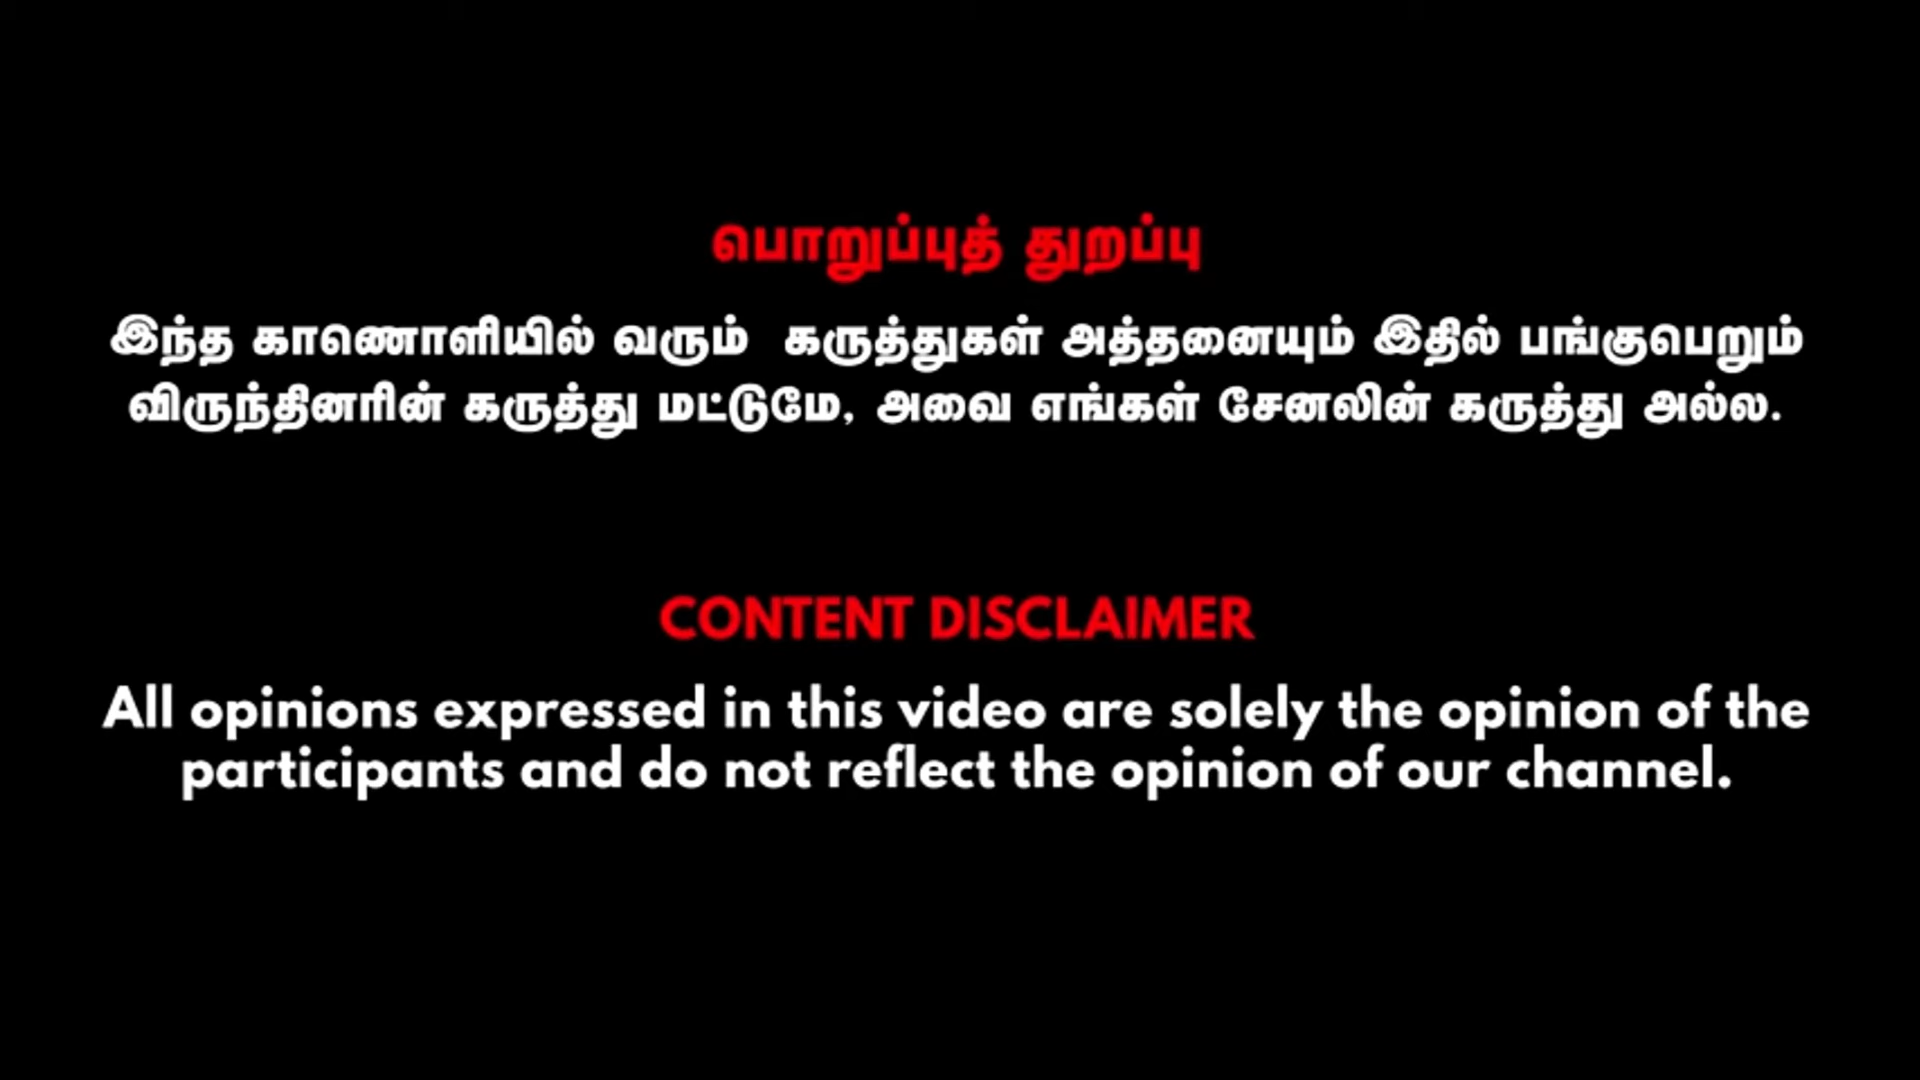 பொறுப்புத் துறப்பு
இந்த காணொளியில் வரும் கருத்துகள் அத்தனையும் இதில் பங்குபெறும்
விருந்தினரின் கருத்து மட்டுமே, அவை எங்கள் சேனலின் கருத்து அல்ல.
CONTENT DISCLAIMER
All opinions expressed in this video are solely the opinion of the
participants and do not reflect the opinion of our channel.